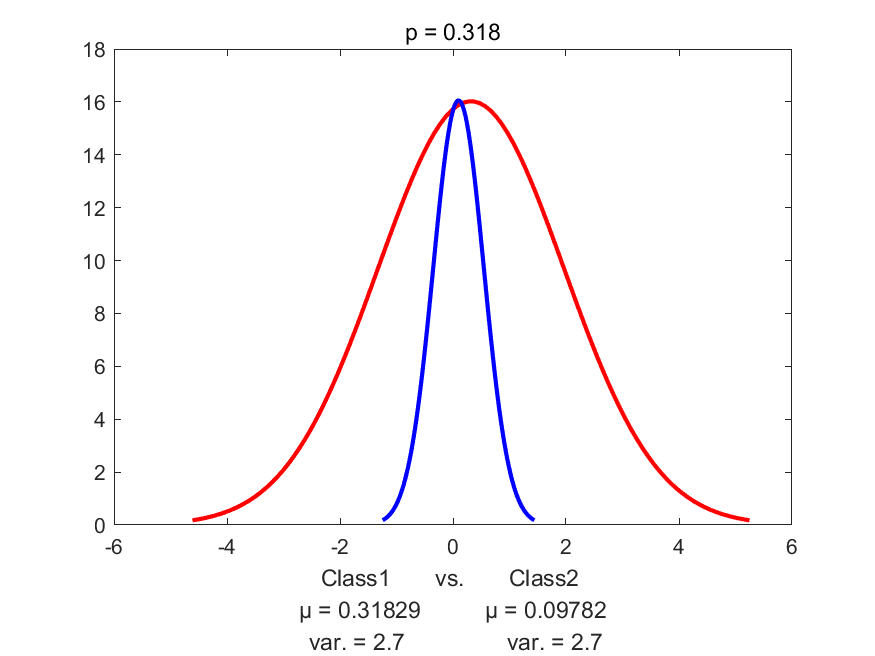 p = 0.318
18
16
14
12
10
8
6
4
2
0
-6 -4 -2 0 2 4 6
Class1 vs. Class2
μ = 0.31829 μ = 0.09782
var. = 2.7 var. = 2.7